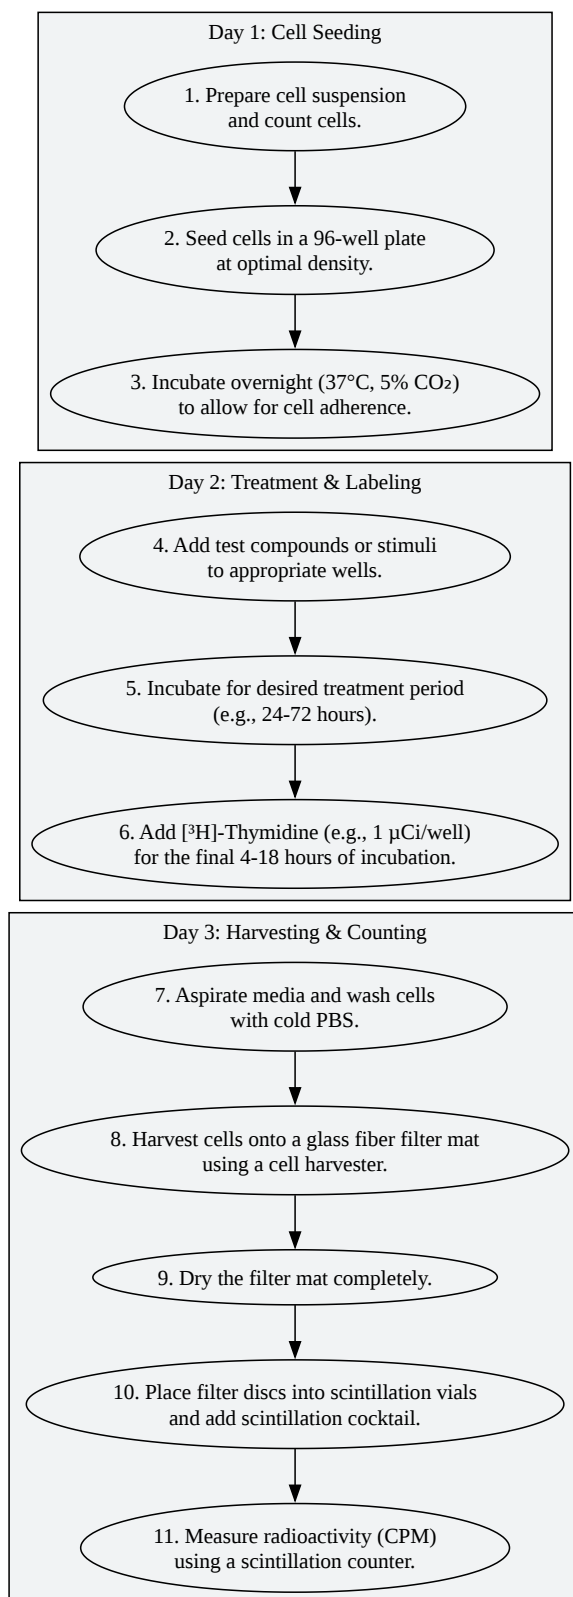 Day 1: Cell Seeding
1. Prepare cell suspension
and count cells.
2. Seed cells in a 96-well plate
at optimal density.
3. Incubate overnight (37°C, 5% CO₂)
to allow for cell adherence.
Day 2: Treatment & Labeling
4. Add test compounds or stimuli
to appropriate wells.
5. Incubate for desired treatment period
(e.g., 24-72 hours).
6. Add [³H]-Thymidine (e.g., 1 µCi/well)
for the final 4-18 hours of incubation.
Day 3: Harvesting & Counting
7. Aspirate media and wash cells
with cold PBS.
8. Harvest cells onto a glass fiber filter mat
using a cell harvester.
9. Dry the filter mat completely.
10. Place filter discs into scintillation vials
and add scintillation cocktail.
11. Measure radioactivity (CPM)
using a scintillation counter.